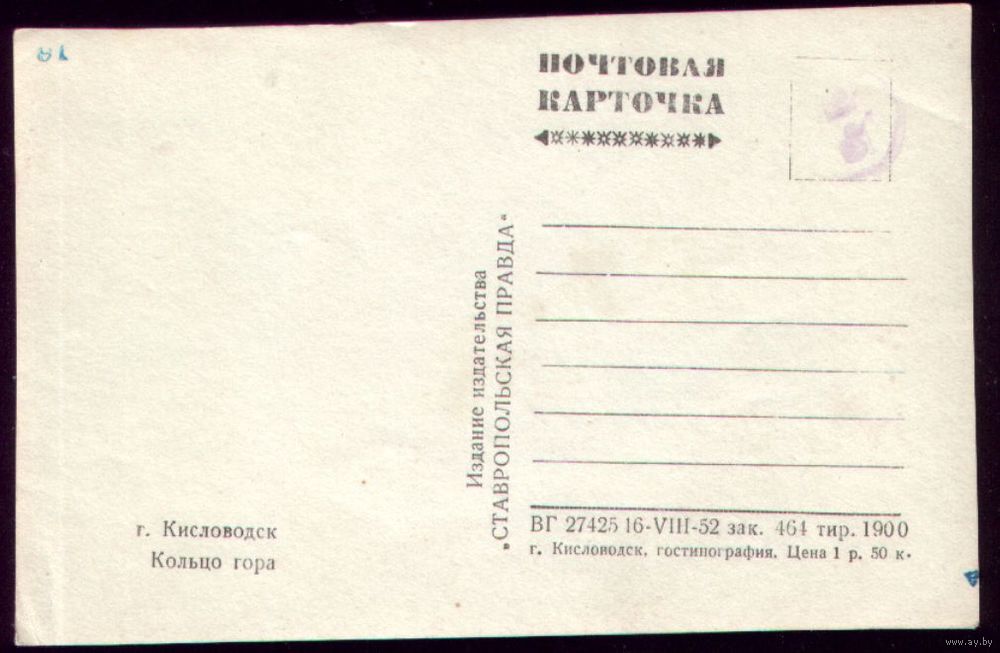 81
ПОЧТОВАЯ
КАРТОЧКА
Издание издательства
„СТАВРОПОЛЬСКАЯ ПРАВДА“
г. Кисловодск
Кольцо гора
ВГ 27425 16-VIII-52 зак. 464 тир. 1900
г. Кисловодск, гостипография. Цена 1 р. 50 к.
www.ay.by